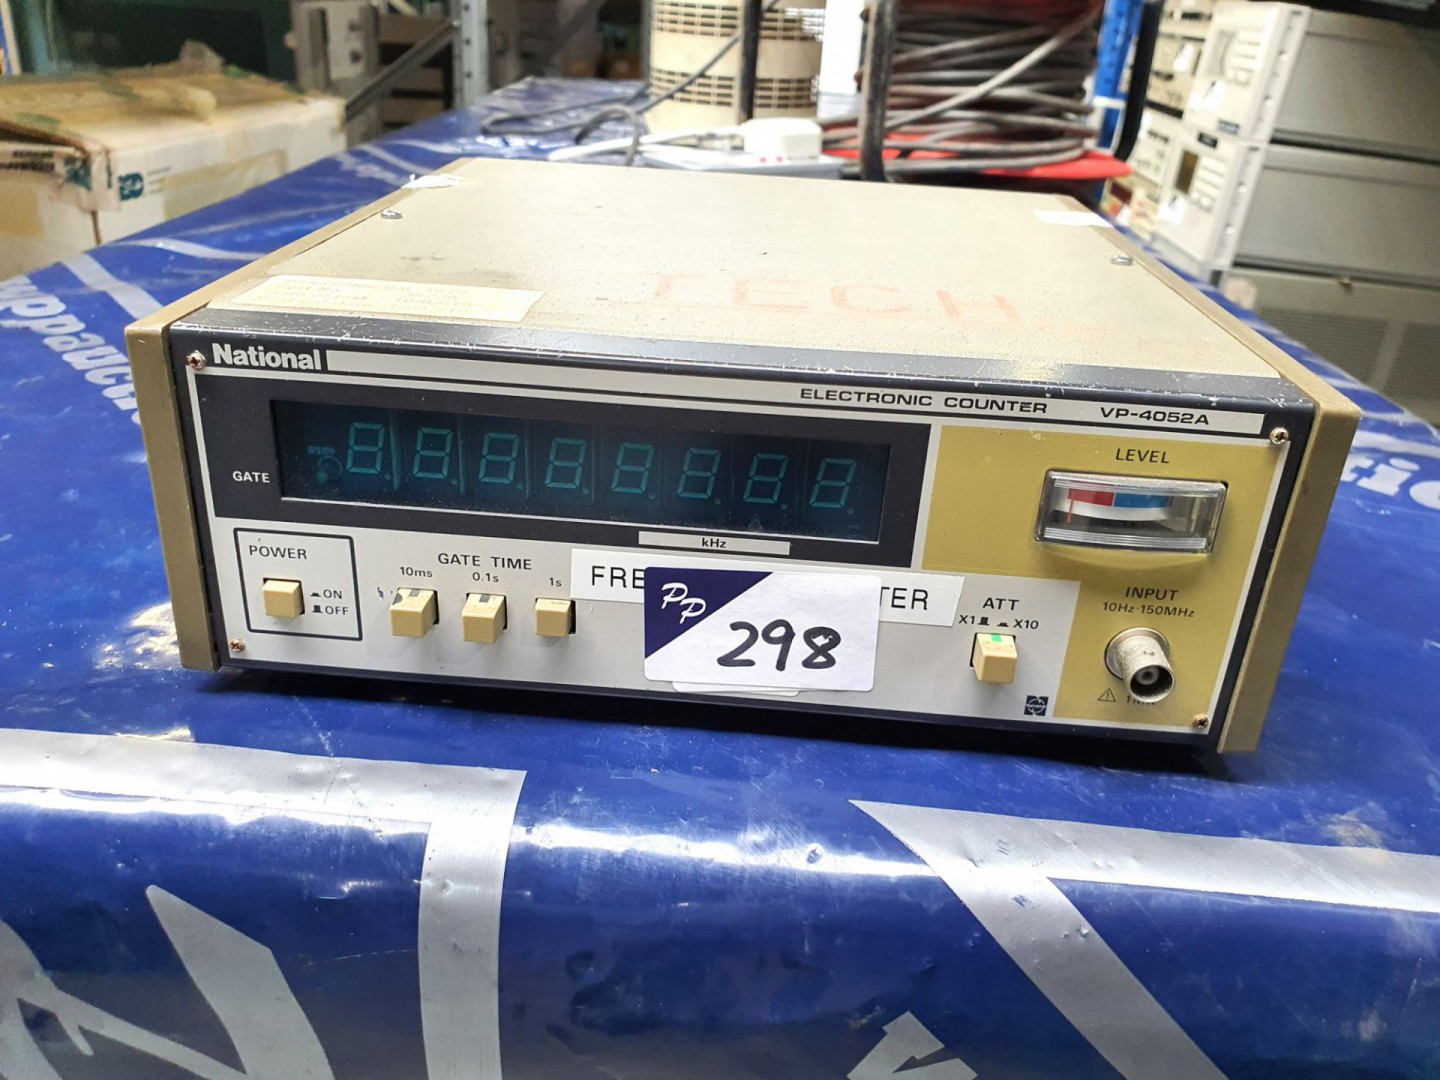 TECH
National
ELECTRONIC COUNTER VP-4052A
LEVEL
GATE
kHz
POWER
ON
OFF
GATE TIME
10ms 0.1s 1s
FRE TER
PP
298
ATT
X1 X10
INPUT
10Hz-150MHz